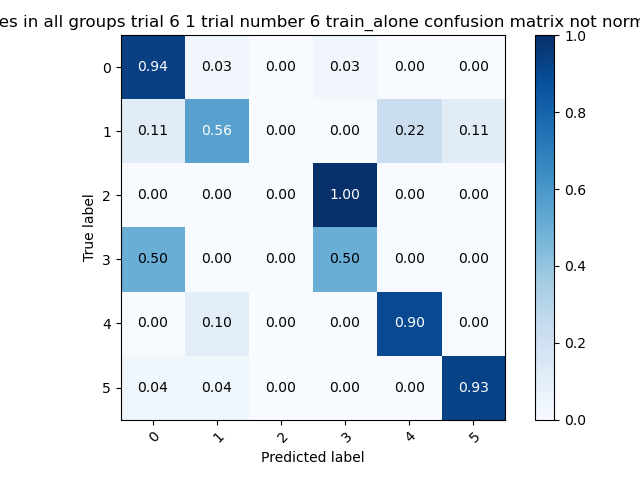 es in all groups trial 6 1 trial number 6 train_alone confusion matrix not norm
0 0.94 0.03 0.00 0.03 0.00 0.00
1 0.11 0.56 0.00 0.00 0.22 0.11
2 0.00 0.00 0.00 1.00 0.00 0.00
3 0.50 0.00 0.00 0.50 0.00 0.00
4 0.00 0.10 0.00 0.00 0.90 0.00
5 0.04 0.04 0.00 0.00 0.00 0.93
0 1 2 3 4 5
True label
Predicted label
1.0
0.8
0.6
0.4
0.2
0.0